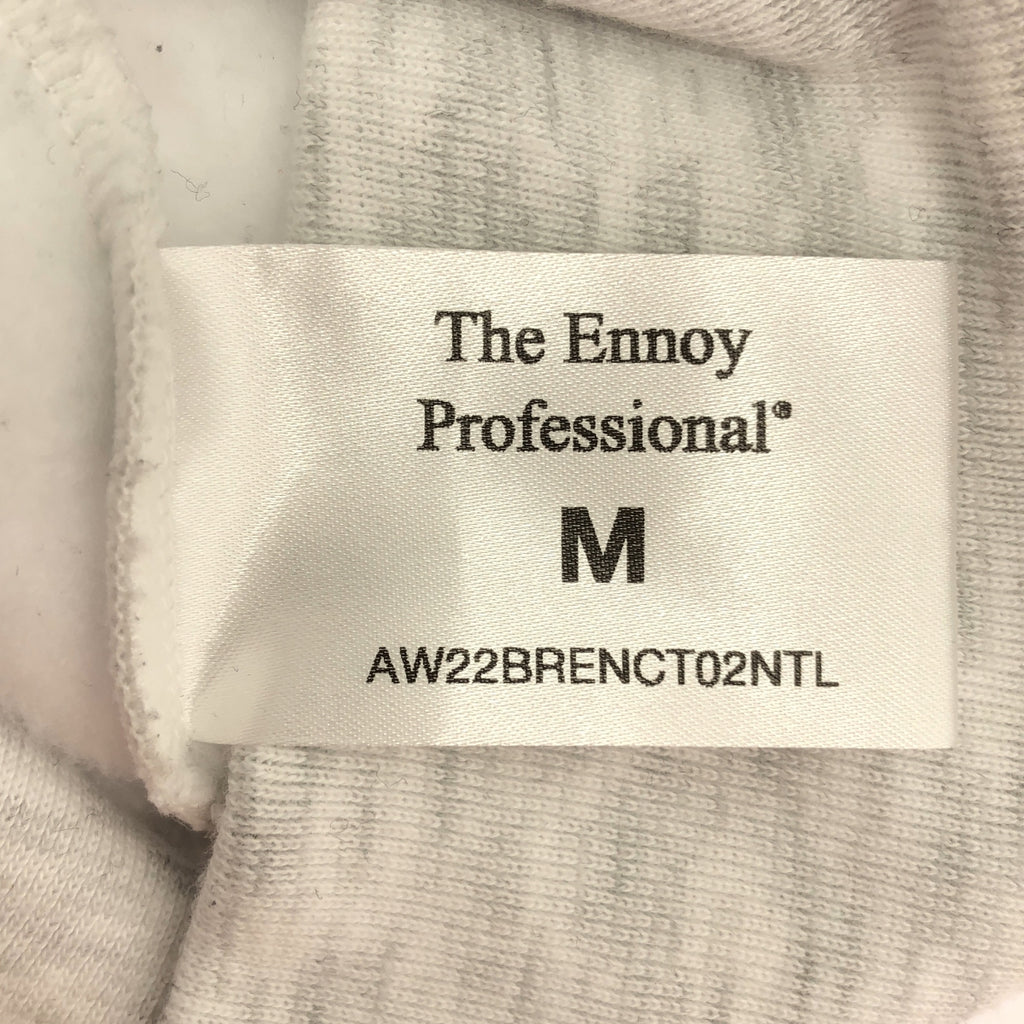 The Ennoy
Professional®
M
AW22BRENCT02NTL